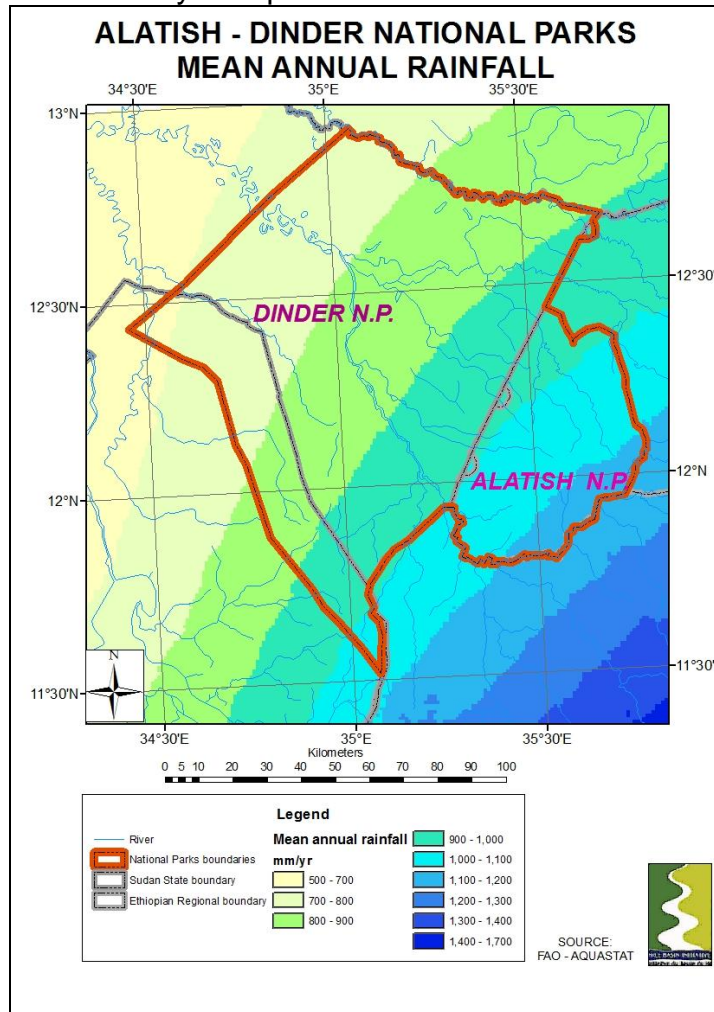 ALATISH - DINDER NATIONAL PARKS
MEAN ANNUAL RAINFALL
34°30'E 35°E 35°30'E
13°N
12°30'N 12°30'N
DINDER N.P.
12°N
ALATISH N.P.
12°N
11°30'N 11°30'N
N
34°30'E 35°E 35°30'E
Kilometers
0 5 10 20 30 40 50 60 70 80 90 100
Legend
River
National Parks boundaries
Sudan State boundary
Ethiopian Regional boundary
Mean annual rainfall
mm/yr
500 - 700
700 - 800
800 - 900
900 - 1,000
1,000 - 1,100
1,100 - 1,200
1,200 - 1,300
1,300 - 1,400
1,400 - 1,700
SOURCE:
FAO - AQUASTAT
NILE BASIN INITIATIVE